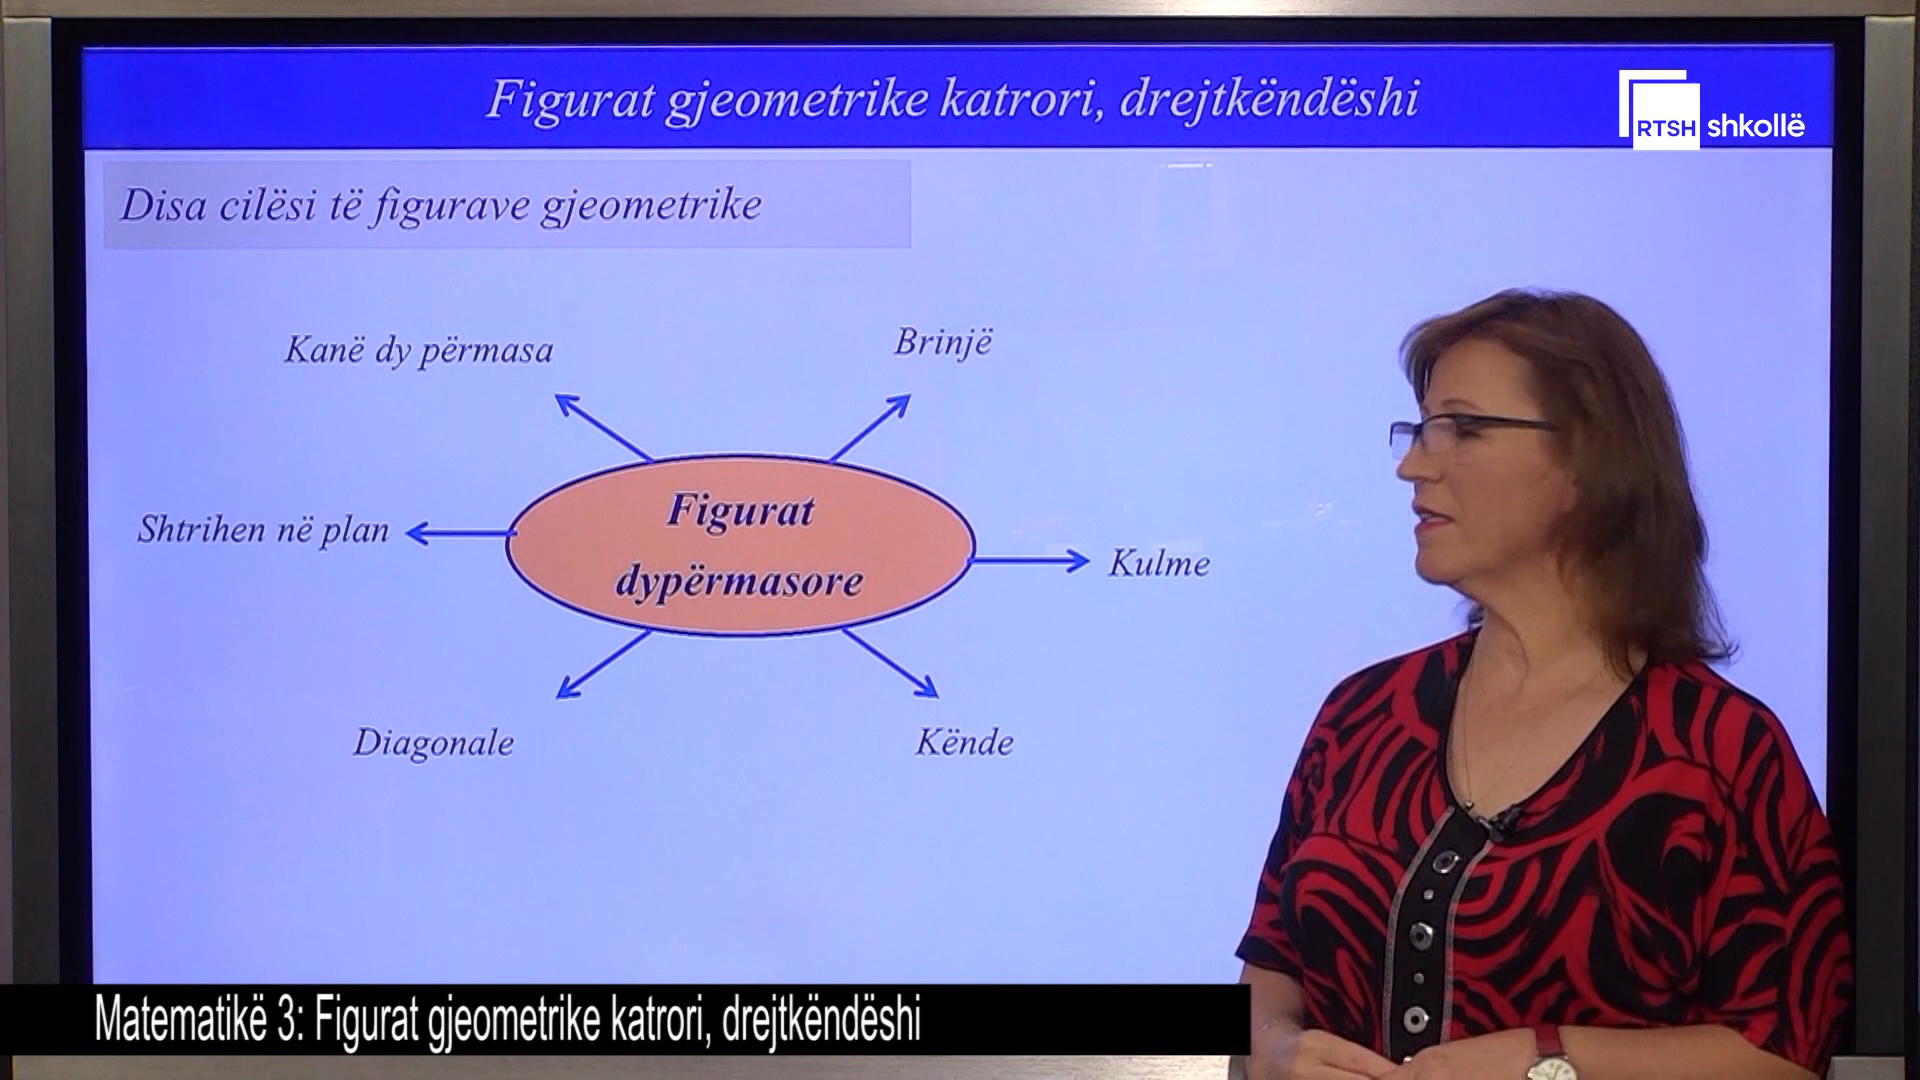 Figurat gjeometrike katrori, drejtkëndëshi
RTSH shkollë
Disa cilësi të figurave gjeometrike
Kanë dy përmasa
Brinjë
Figurat
dypërmasore
Shtrihen në plan
Kulme
Diagonale
Kënde
Matematikë 3: Figurat gjeometrike katrori, drejtkëndëshi